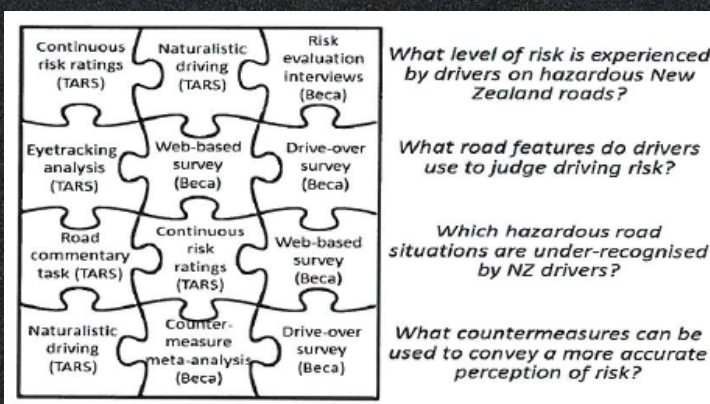 Continuous
risk ratings
(TARS)
Naturalistic
driving
(TARS)
Risk
evaluation
interviews
(Beca)
What level of risk is experienced
by drivers on hazardous New
Zealand roads?
Eyetracking
analysis
(TARS)
Web-based
survey
(Beca)
Drive-over
survey
(Beca)
What road features do drivers
use to judge driving risk?
Road
commentary
task (TARS)
Continuous
risk
ratings
(TARS)
Web-based
survey
(Beca)
Which hazardous road
situations are under-recognised
by NZ drivers?
Naturalistic
driving
(TARS)
Counter-
measure
meta-analysis
(Beca)
Drive-over
survey
(Beca)
What countermeasures can be
used to convey a more accurate
perception of risk?